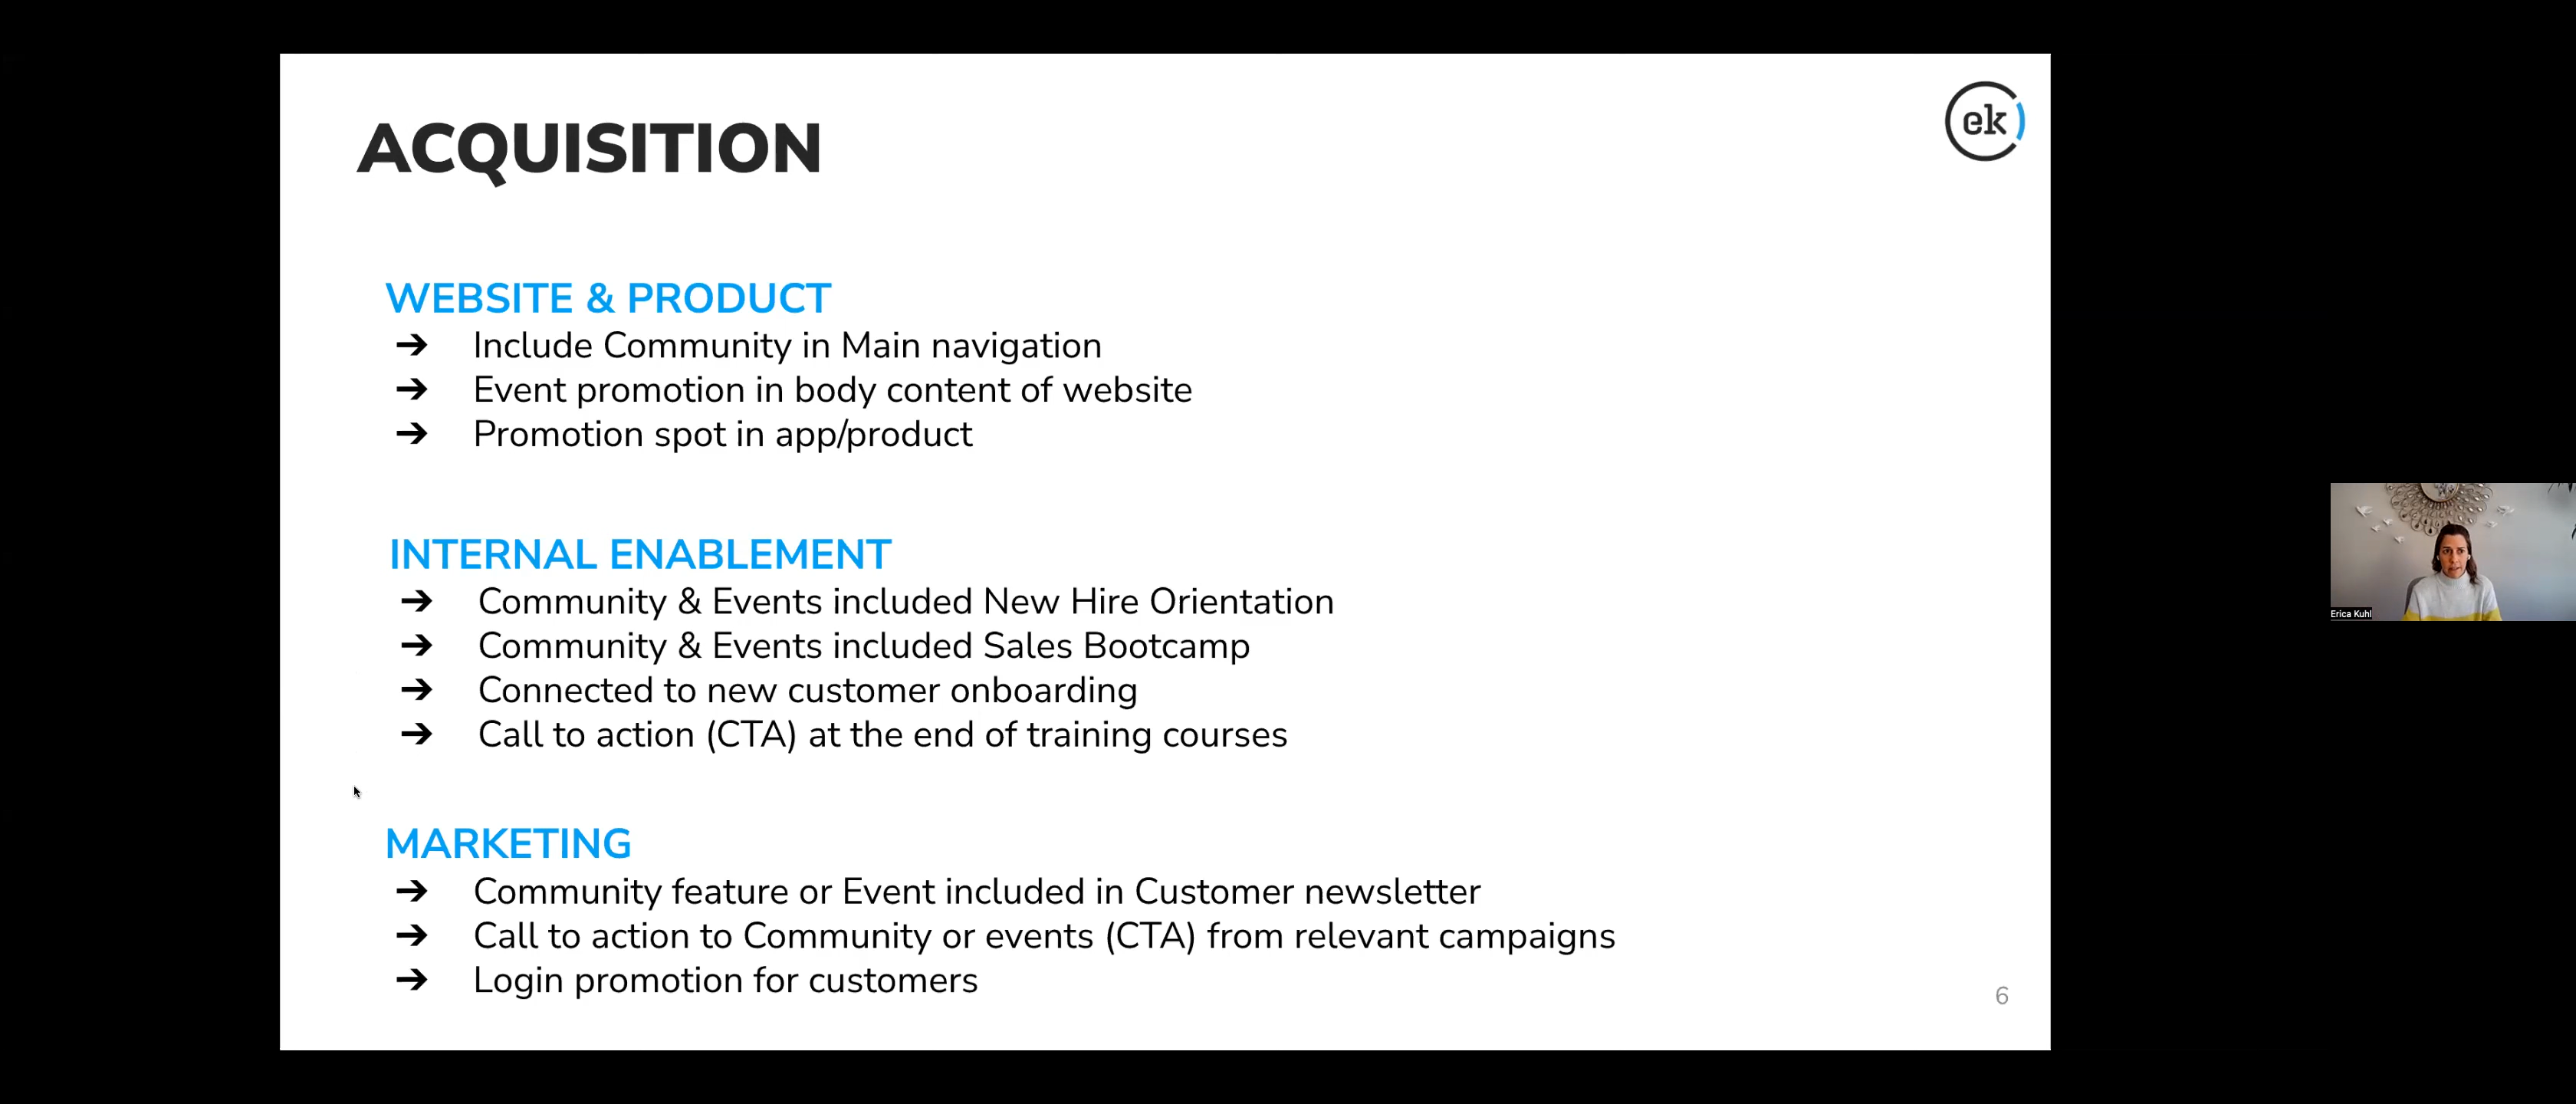 ACQUISITION
ek
WEBSITE & PRODUCT
➔ Include Community in Main navigation
➔ Event promotion in body content of website
➔ Promotion spot in app/product
INTERNAL ENABLEMENT
➔ Community & Events included New Hire Orientation
➔ Community & Events included Sales Bootcamp
➔ Connected to new customer onboarding
➔ Call to action (CTA) at the end of training courses
Erica Kuhl
MARKETING
➔ Community feature or Event included in Customer newsletter
➔ Call to action to Community or events (CTA) from relevant campaigns
➔ Login promotion for customers
6